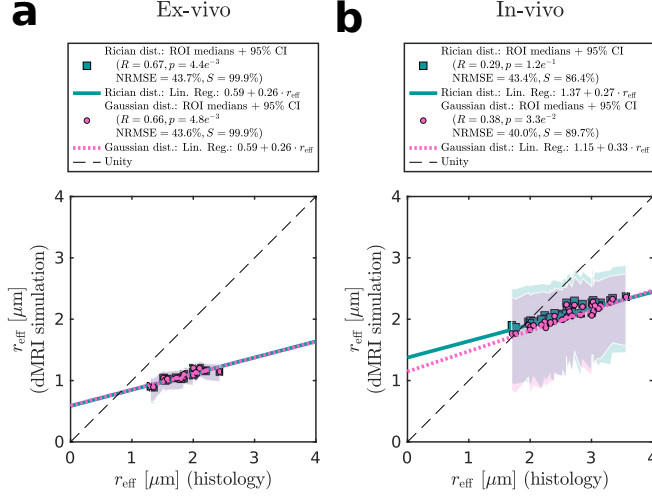 a
Ex-vivo
Rician dist.: ROI medians + 95% CI
(R = 0.67, p = 4.4e⁻³
NRMSE = 43.7%, S = 99.9%)
Rician dist.: Lin. Reg.: 0.59 + 0.26 · r_eff
Gaussian dist.: ROI medians + 95% CI
(R = 0.66, p = 4.8e⁻³
NRMSE = 43.6%, S = 99.9%)
Gaussian dist.: Lin. Reg.: 0.59 + 0.26 · r_eff
Unity
4
3
2
1
0
r_eff [μm]
(dMRI simulation)
0 1 2 3 4
r_eff [μm] (histology)
b
In-vivo
Rician dist.: ROI medians + 95% CI
(R = 0.29, p = 1.2e⁻¹
NRMSE = 43.4%, S = 86.4%)
Rician dist.: Lin. Reg.: 1.37 + 0.27 · r_eff
Gaussian dist.: ROI medians + 95% CI
(R = 0.38, p = 3.3e⁻²
NRMSE = 40.0%, S = 89.7%)
Gaussian dist.: Lin. Reg.: 1.15 + 0.33 · r_eff
Unity
4
3
2
1
0
r_eff [μm]
(dMRI simulation)
0 1 2 3 4
r_eff [μm] (histology)